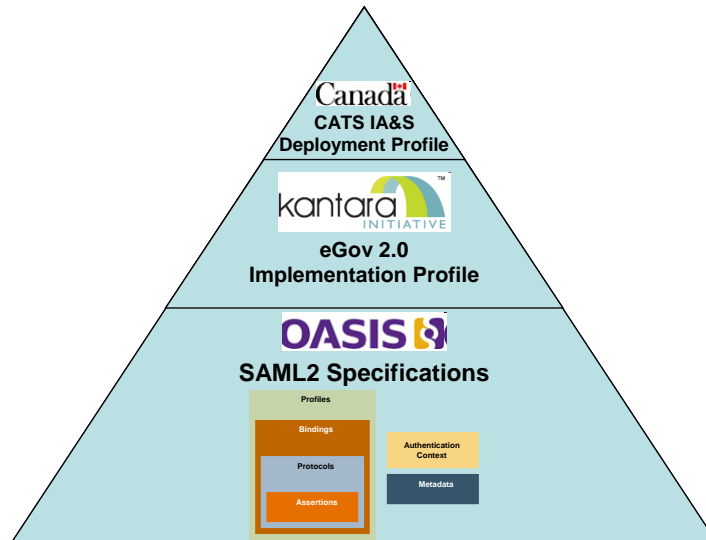 Canada
CATS IA&S
Deployment Profile
kantara
TM
INITIATIVE
eGov 2.0
Implementation Profile
OASIS
SAML2 Specifications
Profiles
Bindings
Protocols
Assertions
Authentication
Context
Metadata